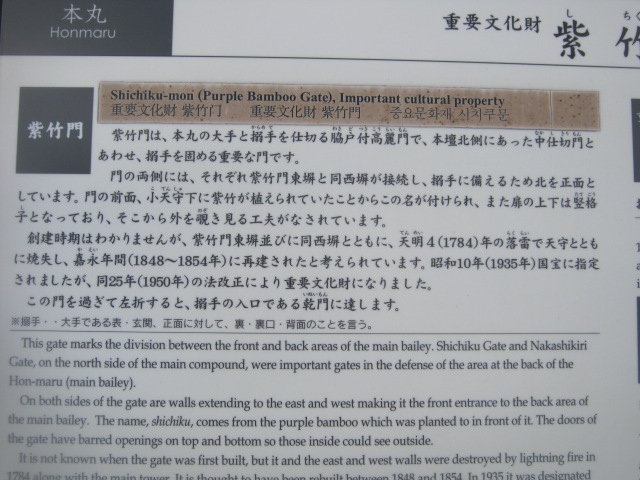 本丸
Honmaru
重要文化財
し
ちく
紫竹
Shichiku-mon (Purple Bamboo Gate), Important cultural property
重要文化財 紫竹门 重要文化財 紫竹門 중요문화재 시치쿠문
紫竹門
紫竹門は、本丸の大手と搦手を仕切る脇戸付高麗門で、本壇北側にあった中仕切門と
あわせ、搦手を固める重要な門です。
門の両側には、それぞれ紫竹門東塀と同西塀が接続し、搦手に備えるため北を正面と
しています。門の前面、小天守下に紫竹が植えられていたことからこの名が付けられ、また扉の上下は竪格
子となっており、そこから外を覗き見る工夫がなされています。
創建時期はわかりませんが、紫竹門東塀並びに同西塀とともに、天明4(1784)年の落雷で天守ととも
に焼失し、嘉永年間(1848～1854年)に再建されたと考えられています。昭和10年(1935年)国宝に指定
されましたが、同25年(1950年)の法改正により重要文化財になりました。
この門を過ぎて左折すると、搦手の入口である乾門に達します。
※搦手・・大手である表・玄関、正面に対して、裏・裏口・背面のことを言う。
This gate marks the division between the front and back areas of the main bailey. Shichiku Gate and Nakashikiri
Gate, on the north side of the main compound, were important gates in the defense of the area at the back of the
Hon-maru (main bailey).
On both sides of the gate are walls extending to the east and west making it the front entrance to the back area of
the main bailey. The name, shichiku, comes from the purple bamboo which was planted to in front of it. The doors of
the gate have barred openings on top and bottom so those inside could see outside.
It is not known when the gate was first built, but it and the east and west walls were destroyed by lightning fire in
1784 along with the main tower. It is thought to have been rebuilt between 1848 and 1854. In 1935 it was designated